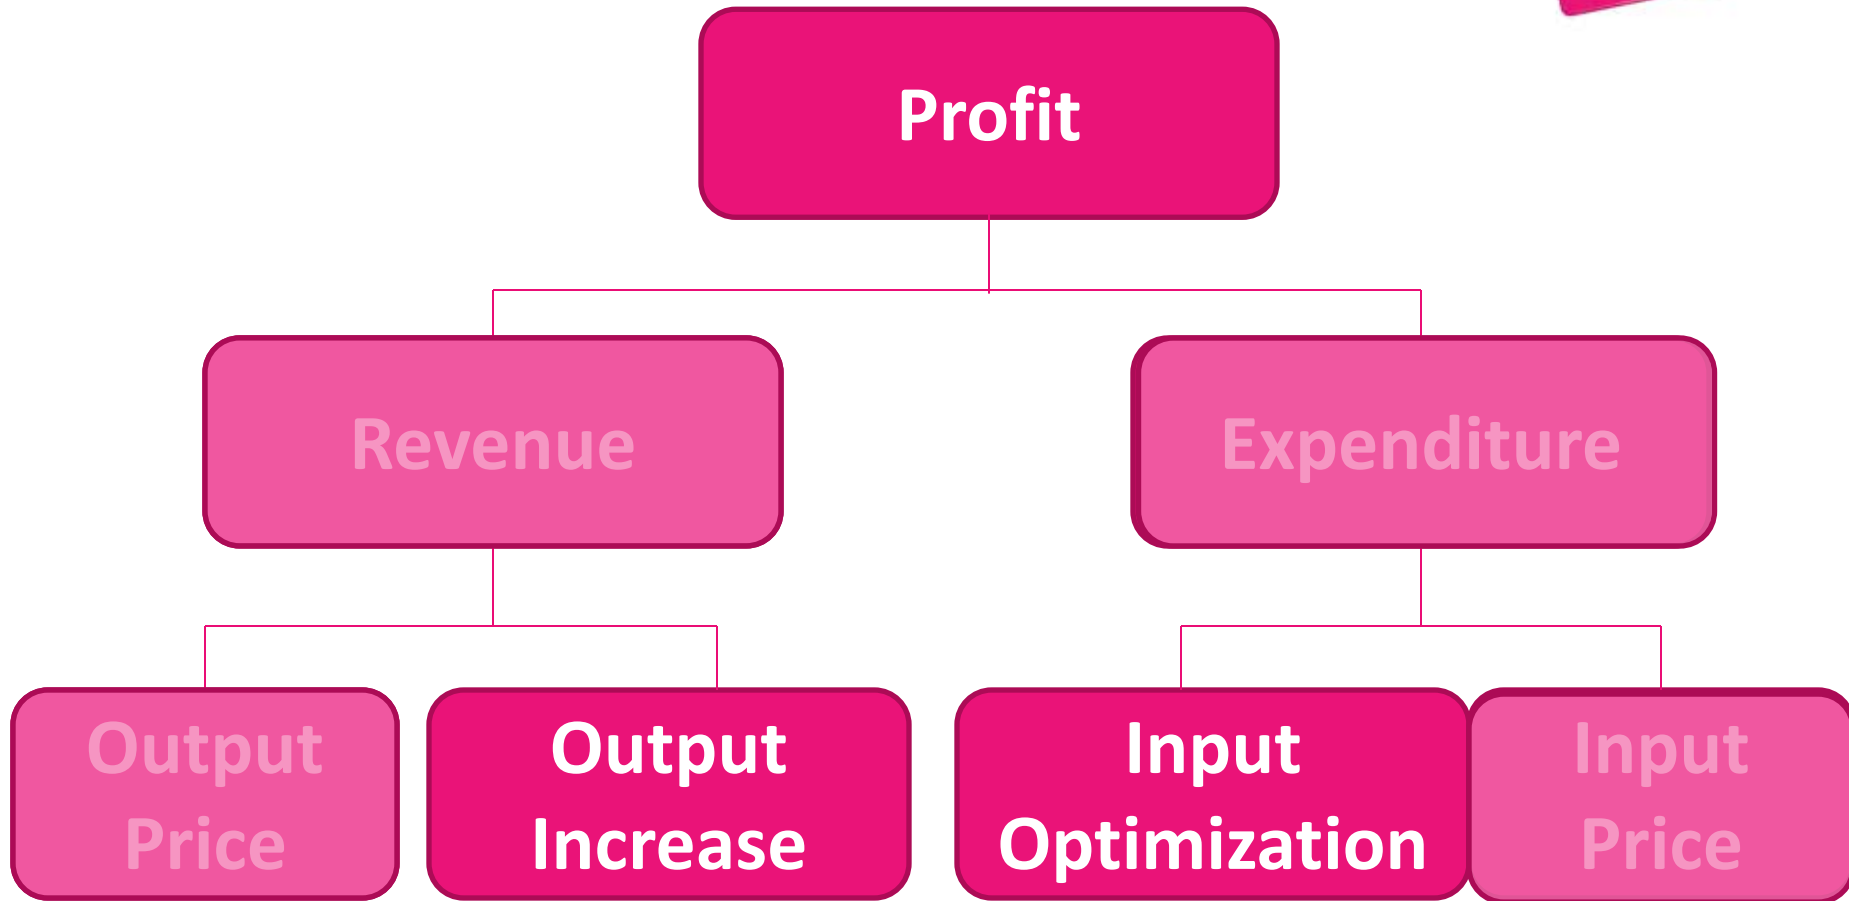 Profit
Revenue
Expenditure
Output
Price
Output
Increase
Input
Optimization
Input
Price